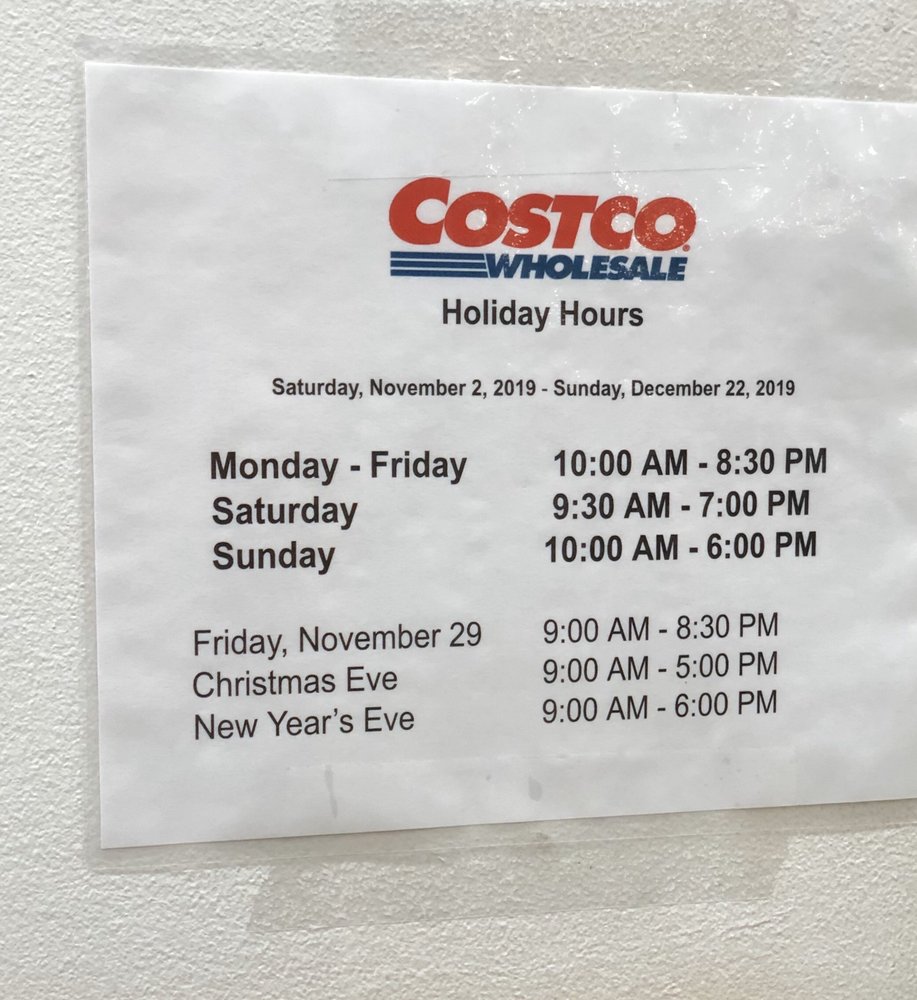 COSTCO
WHOLESALE
Holiday Hours
Saturday, November 2, 2019 - Sunday, December 22, 2019
Monday - Friday 10:00 AM - 8:30 PM
Saturday 9:30 AM - 7:00 PM
Sunday 10:00 AM - 6:00 PM
Friday, November 29 9:00 AM - 8:30 PM
Christmas Eve 9:00 AM - 5:00 PM
New Year's Eve 9:00 AM - 6:00 PM